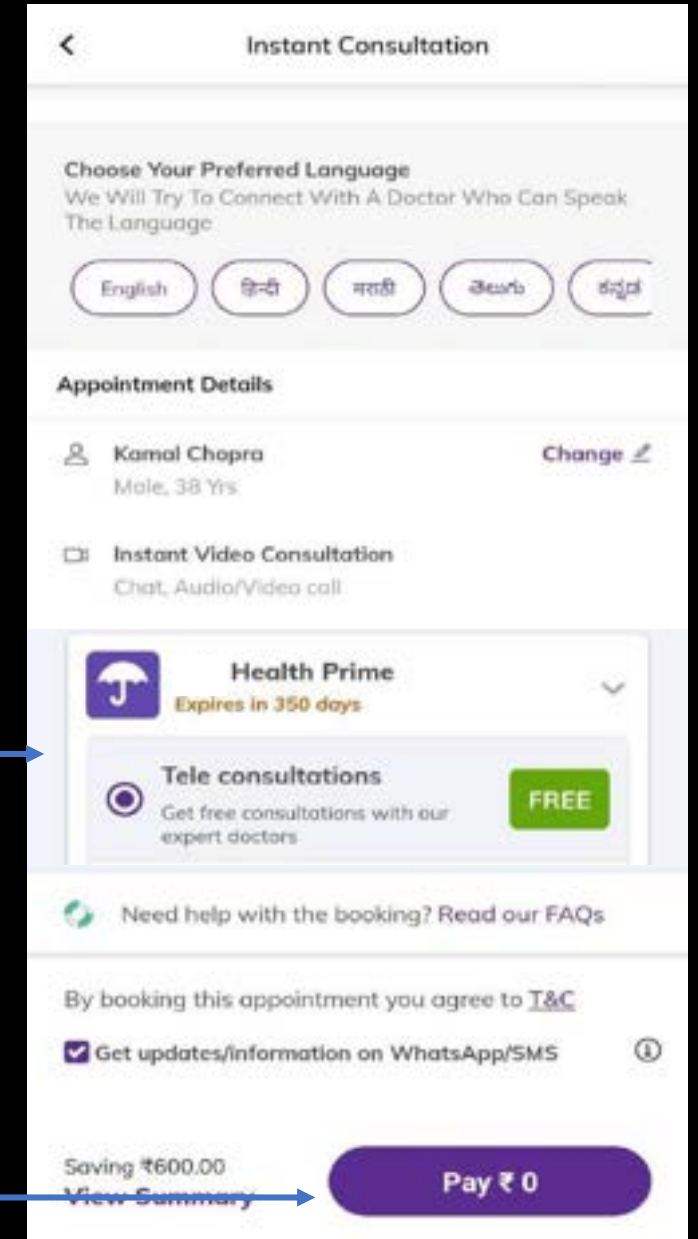 Instant Consultation
Choose Your Preferred Language
We Will Try To Connect With A Doctor Who Can Speak
The Language
English हिन्दी मराठी తెలుగు ಕನ್ನಡ
Appointment Details
Kamal Chopra Change
Male, 38 Yrs
Instant Video Consultation
Chat, Audio/Video call
Health Prime
Expires in 350 days
Tele consultations
Get free consultations with our
expert doctors
FREE
Need help with the booking? Read our FAQs
By booking this appointment you agree to T&C
Get updates/information on WhatsApp/SMS
Saving ₹600.00
View Summary
Pay ₹ 0